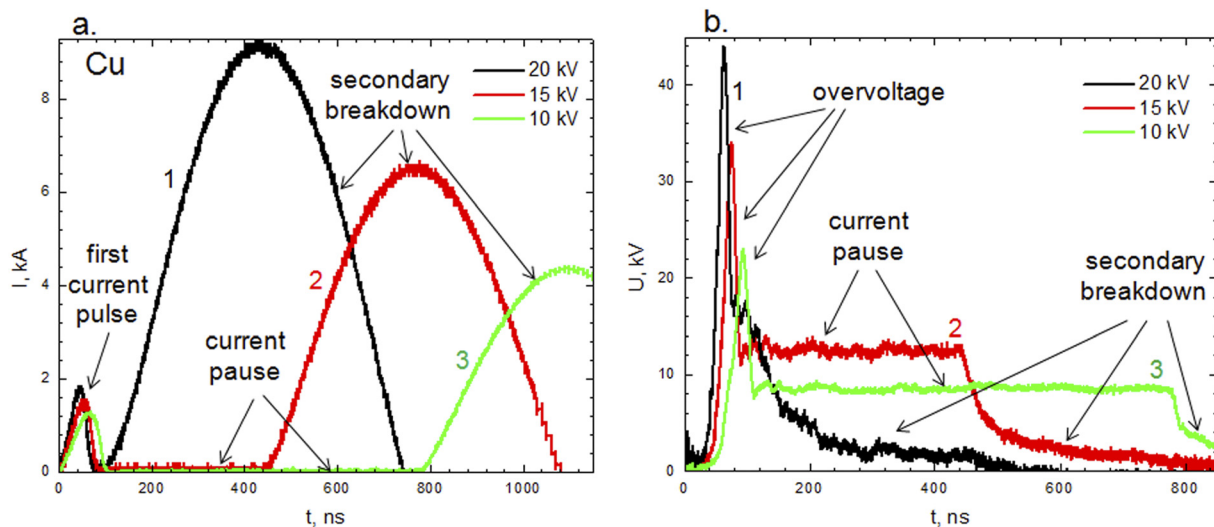 a.
Cu
20 kV
15 kV
10 kV
secondary
breakdown
1
first
current
pulse
2
current
pause
3
I, kA
8
6
4
2
0
0
200
400
600
800
1000
t, ns
b.
1
overvoltage
20 kV
15 kV
10 kV
current
pause
secondary
breakdown
2
3
U, kV
40
30
20
10
0
0
200
400
600
800
t, ns